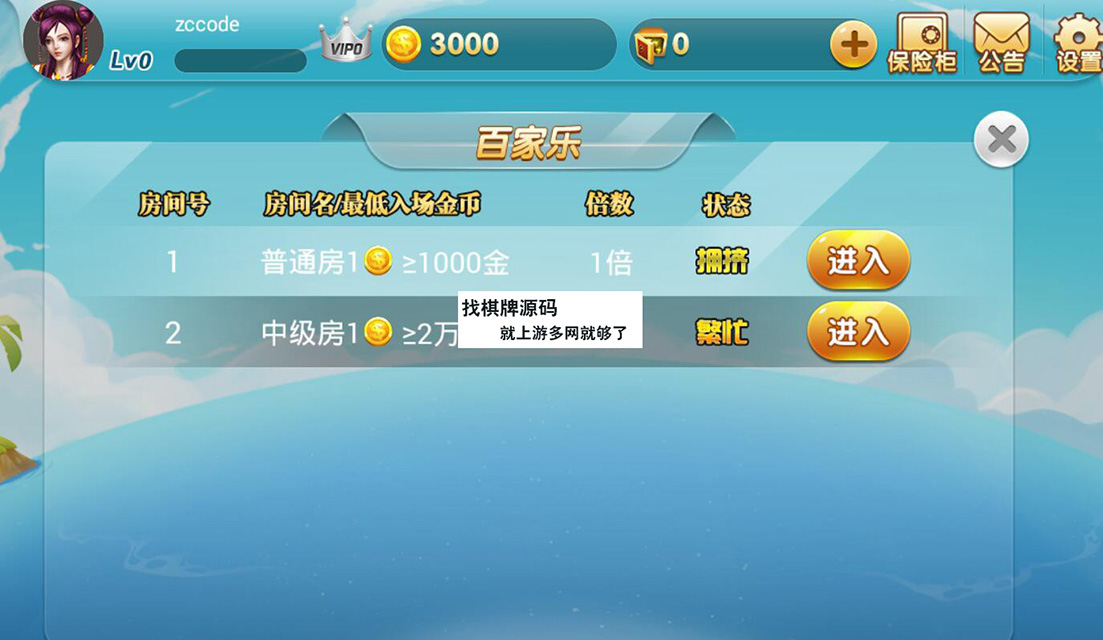 zccode
Lv0
VIP0
3000
0
保险柜
公告
设置
百家乐
房间号 房间名/最低入场金币 倍数 状态
1 普通房1 ≥1000金 1倍 拥挤 进入
找棋牌源码
2 中级房1 ≥2万 繁忙 进入
就上游多网就够了